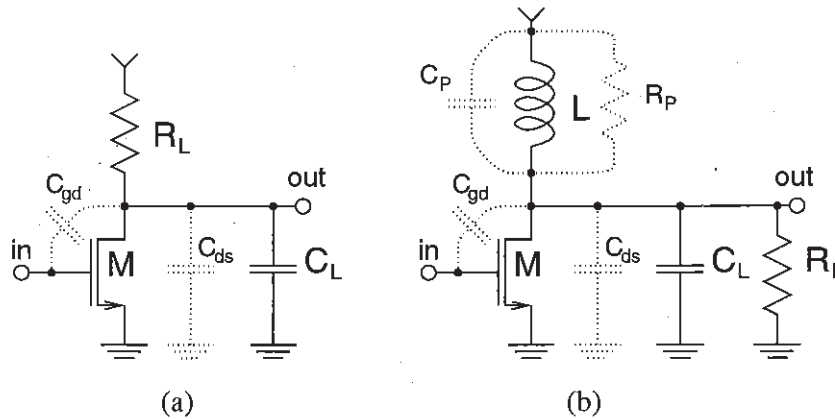 R_L
C_gd
out
in
M
C_ds
C_L
(a)
C_P
L
R_P
C_gd
out
in
M
C_ds
C_L
(b)